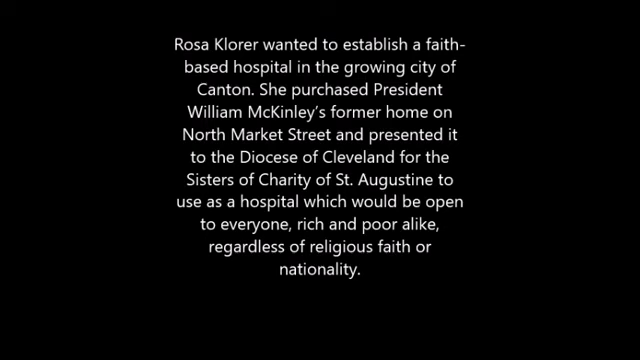 Rosa Klorer wanted to establish a faith-
based hospital in the growing city of
Canton. She purchased President
William McKinley’s former home on
North Market Street and presented it
to the Diocese of Cleveland for the
Sisters of Charity of St. Augustine to
use as a hospital which would be open
to everyone, rich and poor alike,
regardless of religious faith or
nationality.